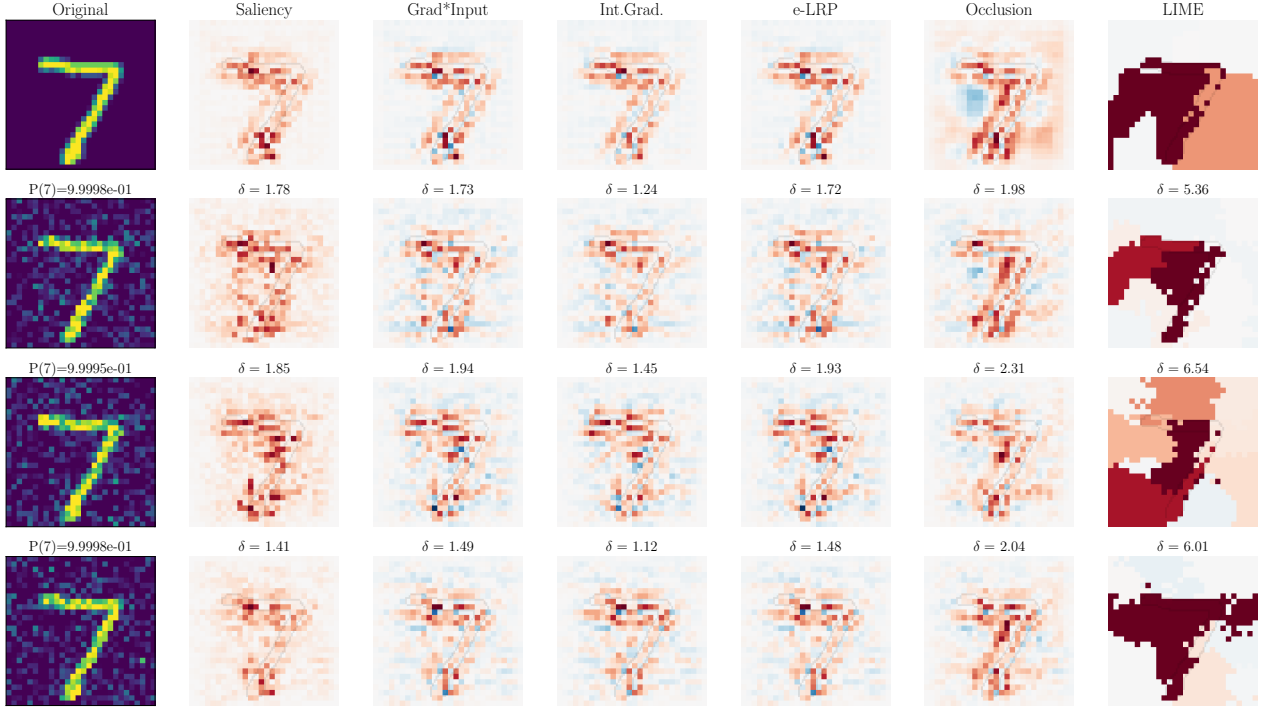 Original Saliency Grad*Input Int.Grad. e-LRP Occlusion LIME
P(7)=9.9998e-01 δ = 1.78 δ = 1.73 δ = 1.24 δ = 1.72 δ = 1.98 δ = 5.36
P(7)=9.9995e-01 δ = 1.85 δ = 1.94 δ = 1.45 δ = 1.93 δ = 2.31 δ = 6.54
P(7)=9.9998e-01 δ = 1.41 δ = 1.49 δ = 1.12 δ = 1.48 δ = 2.04 δ = 6.01